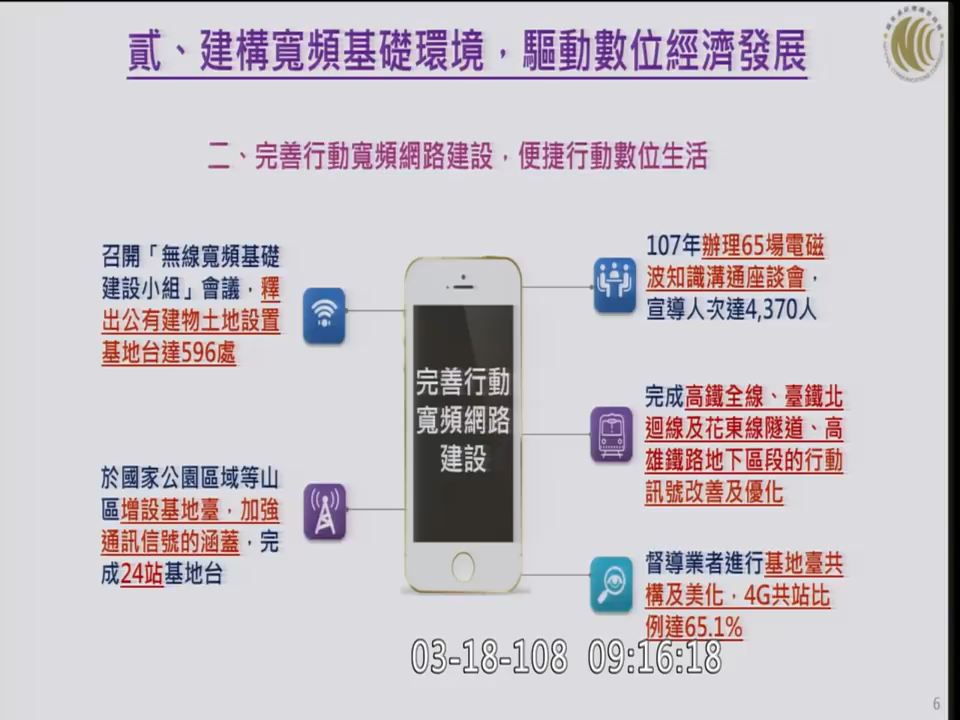 貳、建構寬頻基礎環境，驅動數位經濟發展
二、完善行動寬頻網路建設，便捷行動數位生活
召開「無線寬頻基礎
建設小組」會議，釋
出公有建物土地設置
基地台達596處
於國家公園區域等山
區增設基地臺，加強
通訊信號的涵蓋，完
成24站基地台
完善行動
寬頻網路
建設
107年辦理65場電磁
波知識溝通座談會，
宣導人次達4,370人
完成高鐵全線、臺鐵北
迴線及花東線隧道、高
雄鐵路地下區段的行動
訊號改善及優化
督導業者進行基地臺共
構及美化，4G共站比
例達65.1%
03-18-108 09:16:18
6